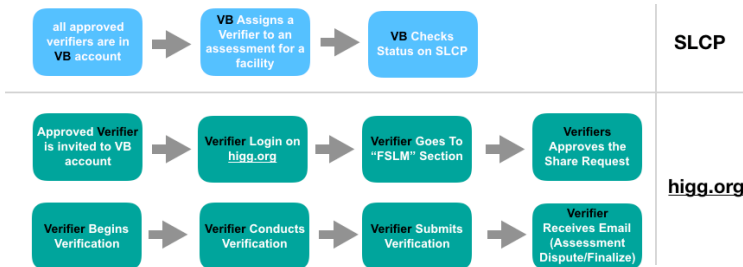 all approved
verifiers are in
VB account
VB Assigns a
Verifier to an
assessment for a
facility
VB Checks
Status on SLCP
SLCP
Approved Verifier
is invited to VB
account
Verifier Login on
higg.org
Verifier Goes To
“FSLM” Section
Verifiers
Approves the
Share Request
higg.org
Verifier Begins
Verification
Verifier Conducts
Verification
Verifier Submits
Verification
Verifier
Receives Email
(Assessment
Dispute/Finalize)